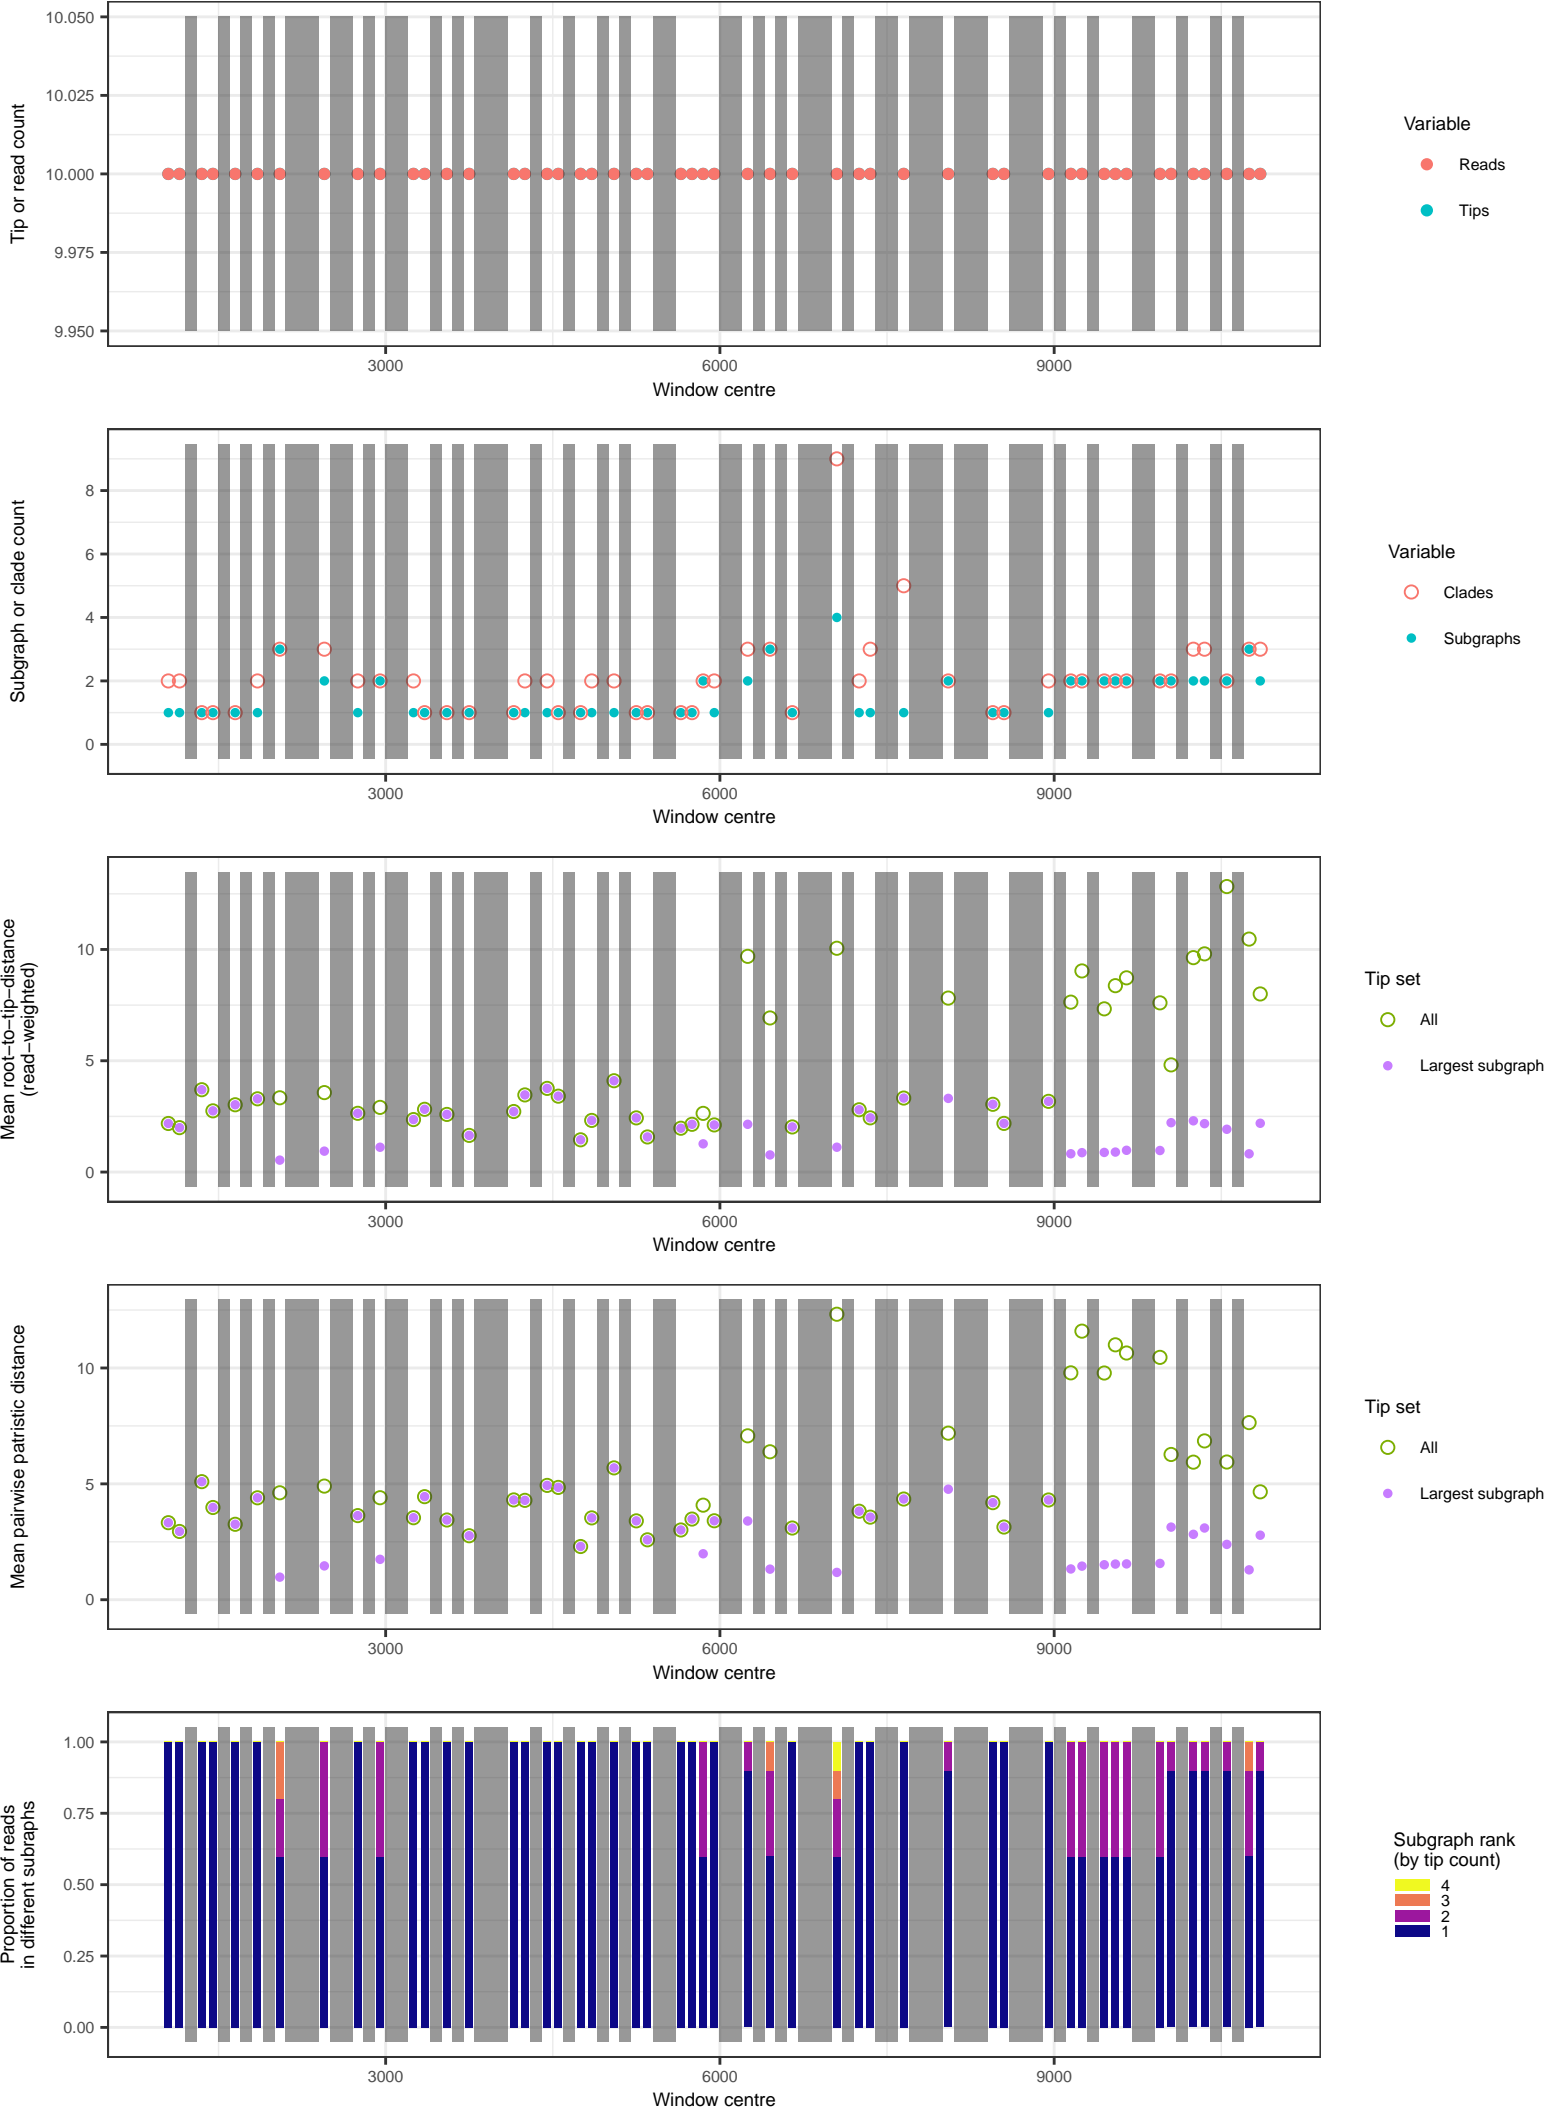 10.050
10.025
10.000
9.975
9.950
Tip or read count
3000
6000
9000
Window centre
Variable
Reads
Tips
8
6
4
2
0
Subgraph or clade count
3000
6000
9000
Window centre
Variable
Clades
Subgraphs
10
5
0
Mean root−to−tip−distance
(read−weighted)
3000
6000
9000
Window centre
Tip set
All
Largest subgraph
10
5
0
Mean pairwise patristic distance
3000
6000
9000
Window centre
Tip set
All
Largest subgraph
1.00
0.75
0.50
0.25
0.00
Proportion of reads
in different subraphs
3000
6000
9000
Window centre
Subgraph rank
(by tip count)
4
3
2
1